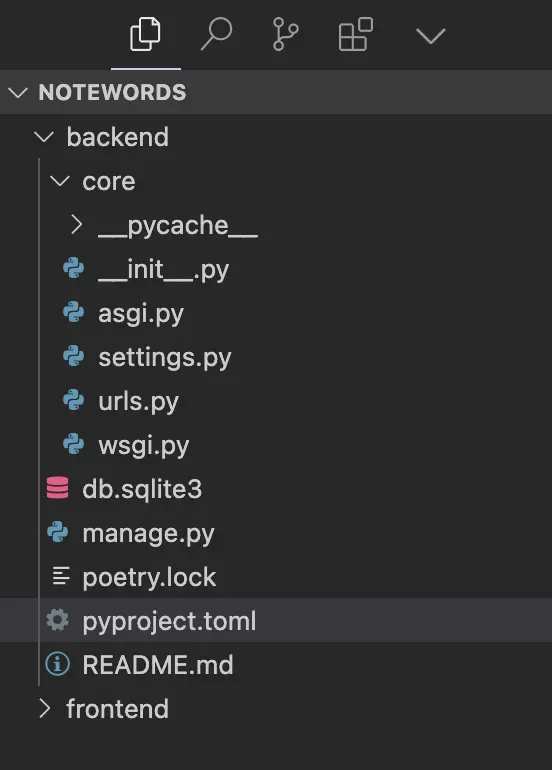 NOTEWORDS
backend
core
__pycache__
__init__.py
asgi.py
settings.py
urls.py
wsgi.py
db.sqlite3
manage.py
poetry.lock
pyproject.toml
README.md
frontend